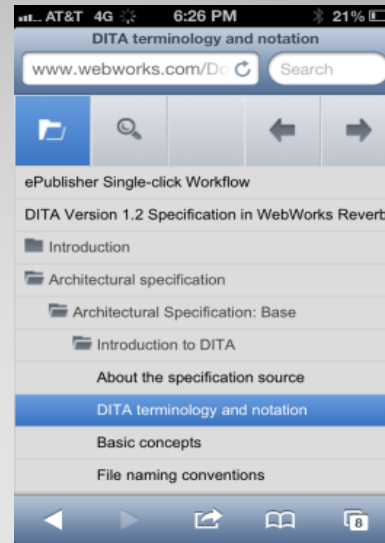 AT&T 4G 6:26 PM 21%
DITA terminology and notation
www.webworks.com/Do Search
ePublisher Single-click Workflow
DITA Version 1.2 Specification in WebWorks Reverb
Introduction
Architectural specification
Architectural Specification: Base
Introduction to DITA
About the specification source
DITA terminology and notation
Basic concepts
File naming conventions
8